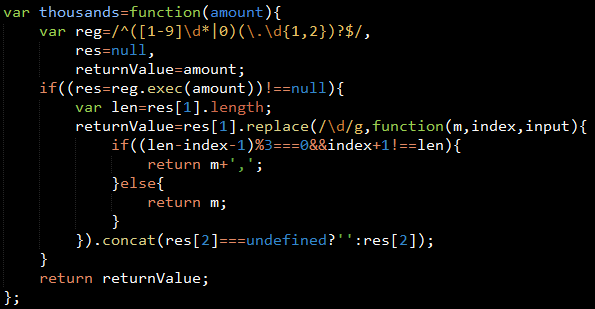 var thousands=function(amount){
    var reg=/^([1-9]\d*|0)(\.\d{1,2})?$/,
        res=null,
        returnValue=amount;
    if((res=reg.exec(amount))!==null){
        var len=res[1].length;
        returnValue=res[1].replace(/\d/g,function(m,index,input){
            if((len-index-1)%3===0&&index+1!==len){
                return m+',';
            }else{
                return m;
            }
        }).concat(res[2]===undefined?'':res[2]);
    }
    return returnValue;
};